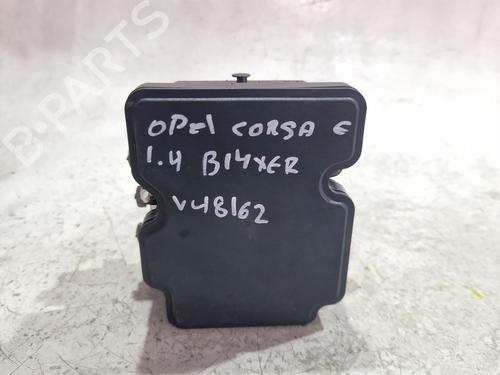 B-PARTS
OPEl CORSA E
1.4 B14XER
V48162